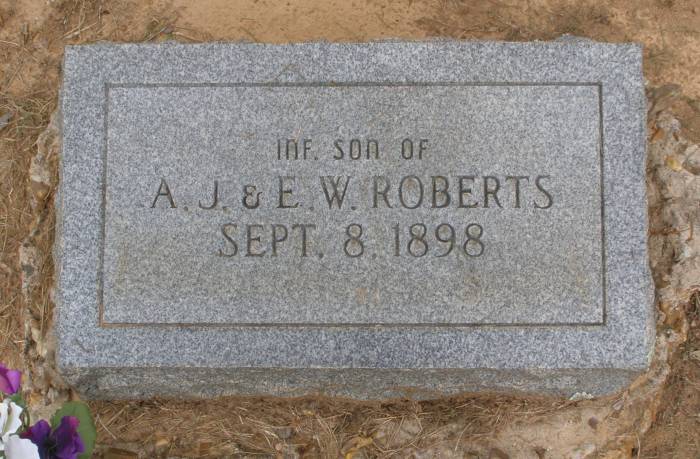 INF. SON OF
A. J. & E. W. ROBERTS
SEPT. 8. 1898